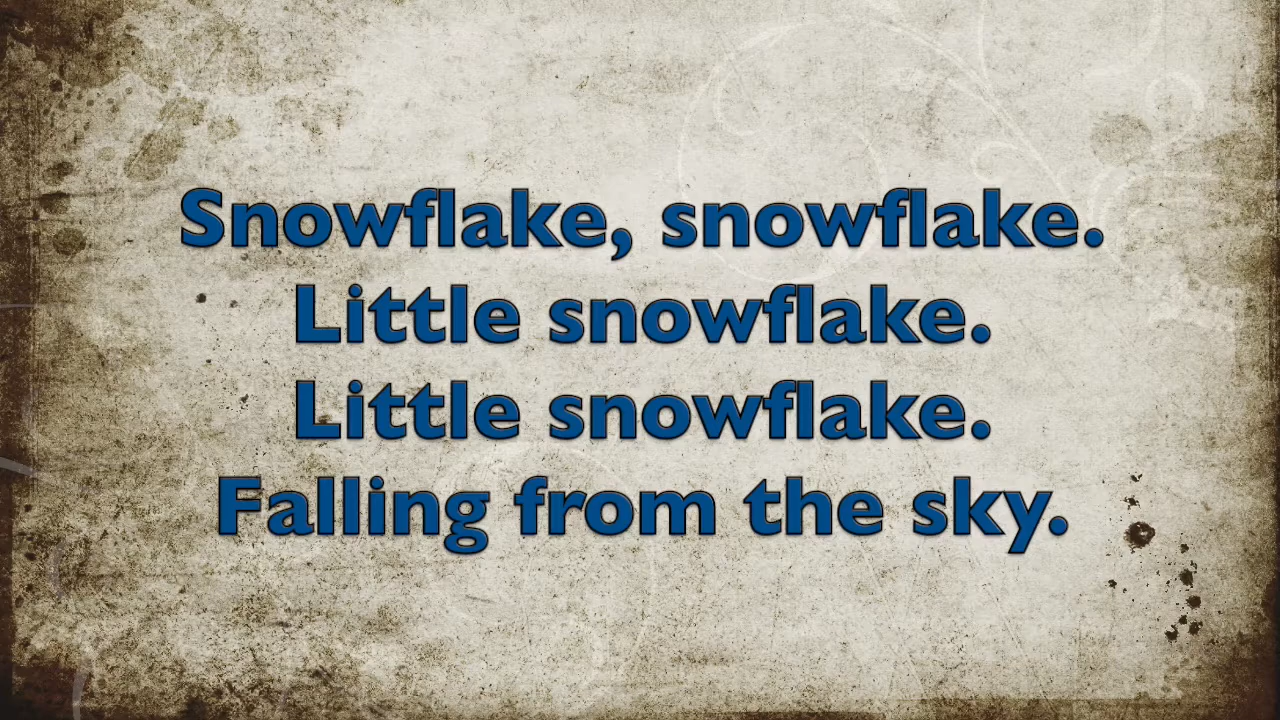 Snowflake, snowflake.
Little snowflake.
Little snowflake.
Falling from the sky.